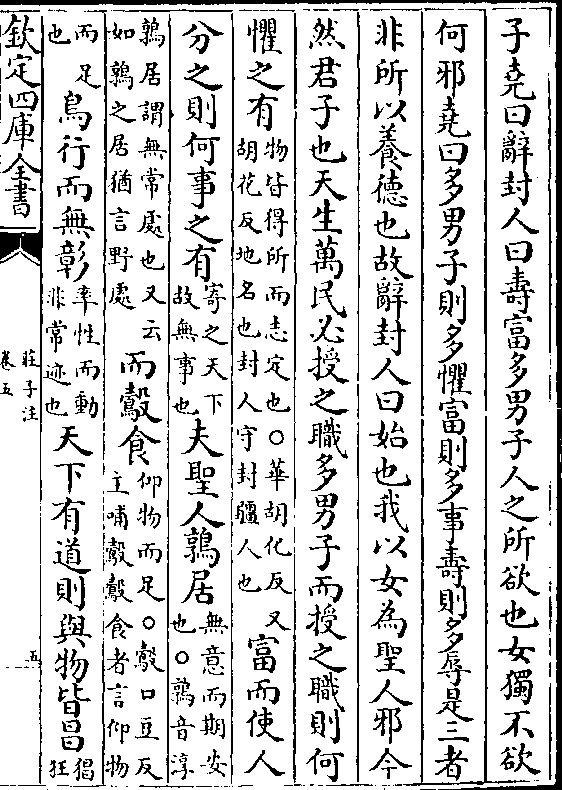 子堯曰辭封人曰壽富多男子人之所欲也女獨不欲
何邪堯曰多男子則多懼富則多事壽則多辱是三者
非所以養德也故辭封人曰始也我以女為聖人邪今
然君子也天生萬民必授之職多男子而授之職則何
懼之有物皆得所而志定也○華胡化反又胡花反地名也封人守封疆人也富而使人
分之則何事之有寄之天下故無事也夫聖人鶉居無意而期安也○鶉音淳
鶉居謂無常處也又云如鶉之居猶言野處而鷇食仰物而足○鷇口豆反主哺鷇鷇食者言仰物
而足也鳥行而無彰率性而動非常迹也天下有道則與物皆昌猖狂
欽定四庫全書
莊子注
卷五
五